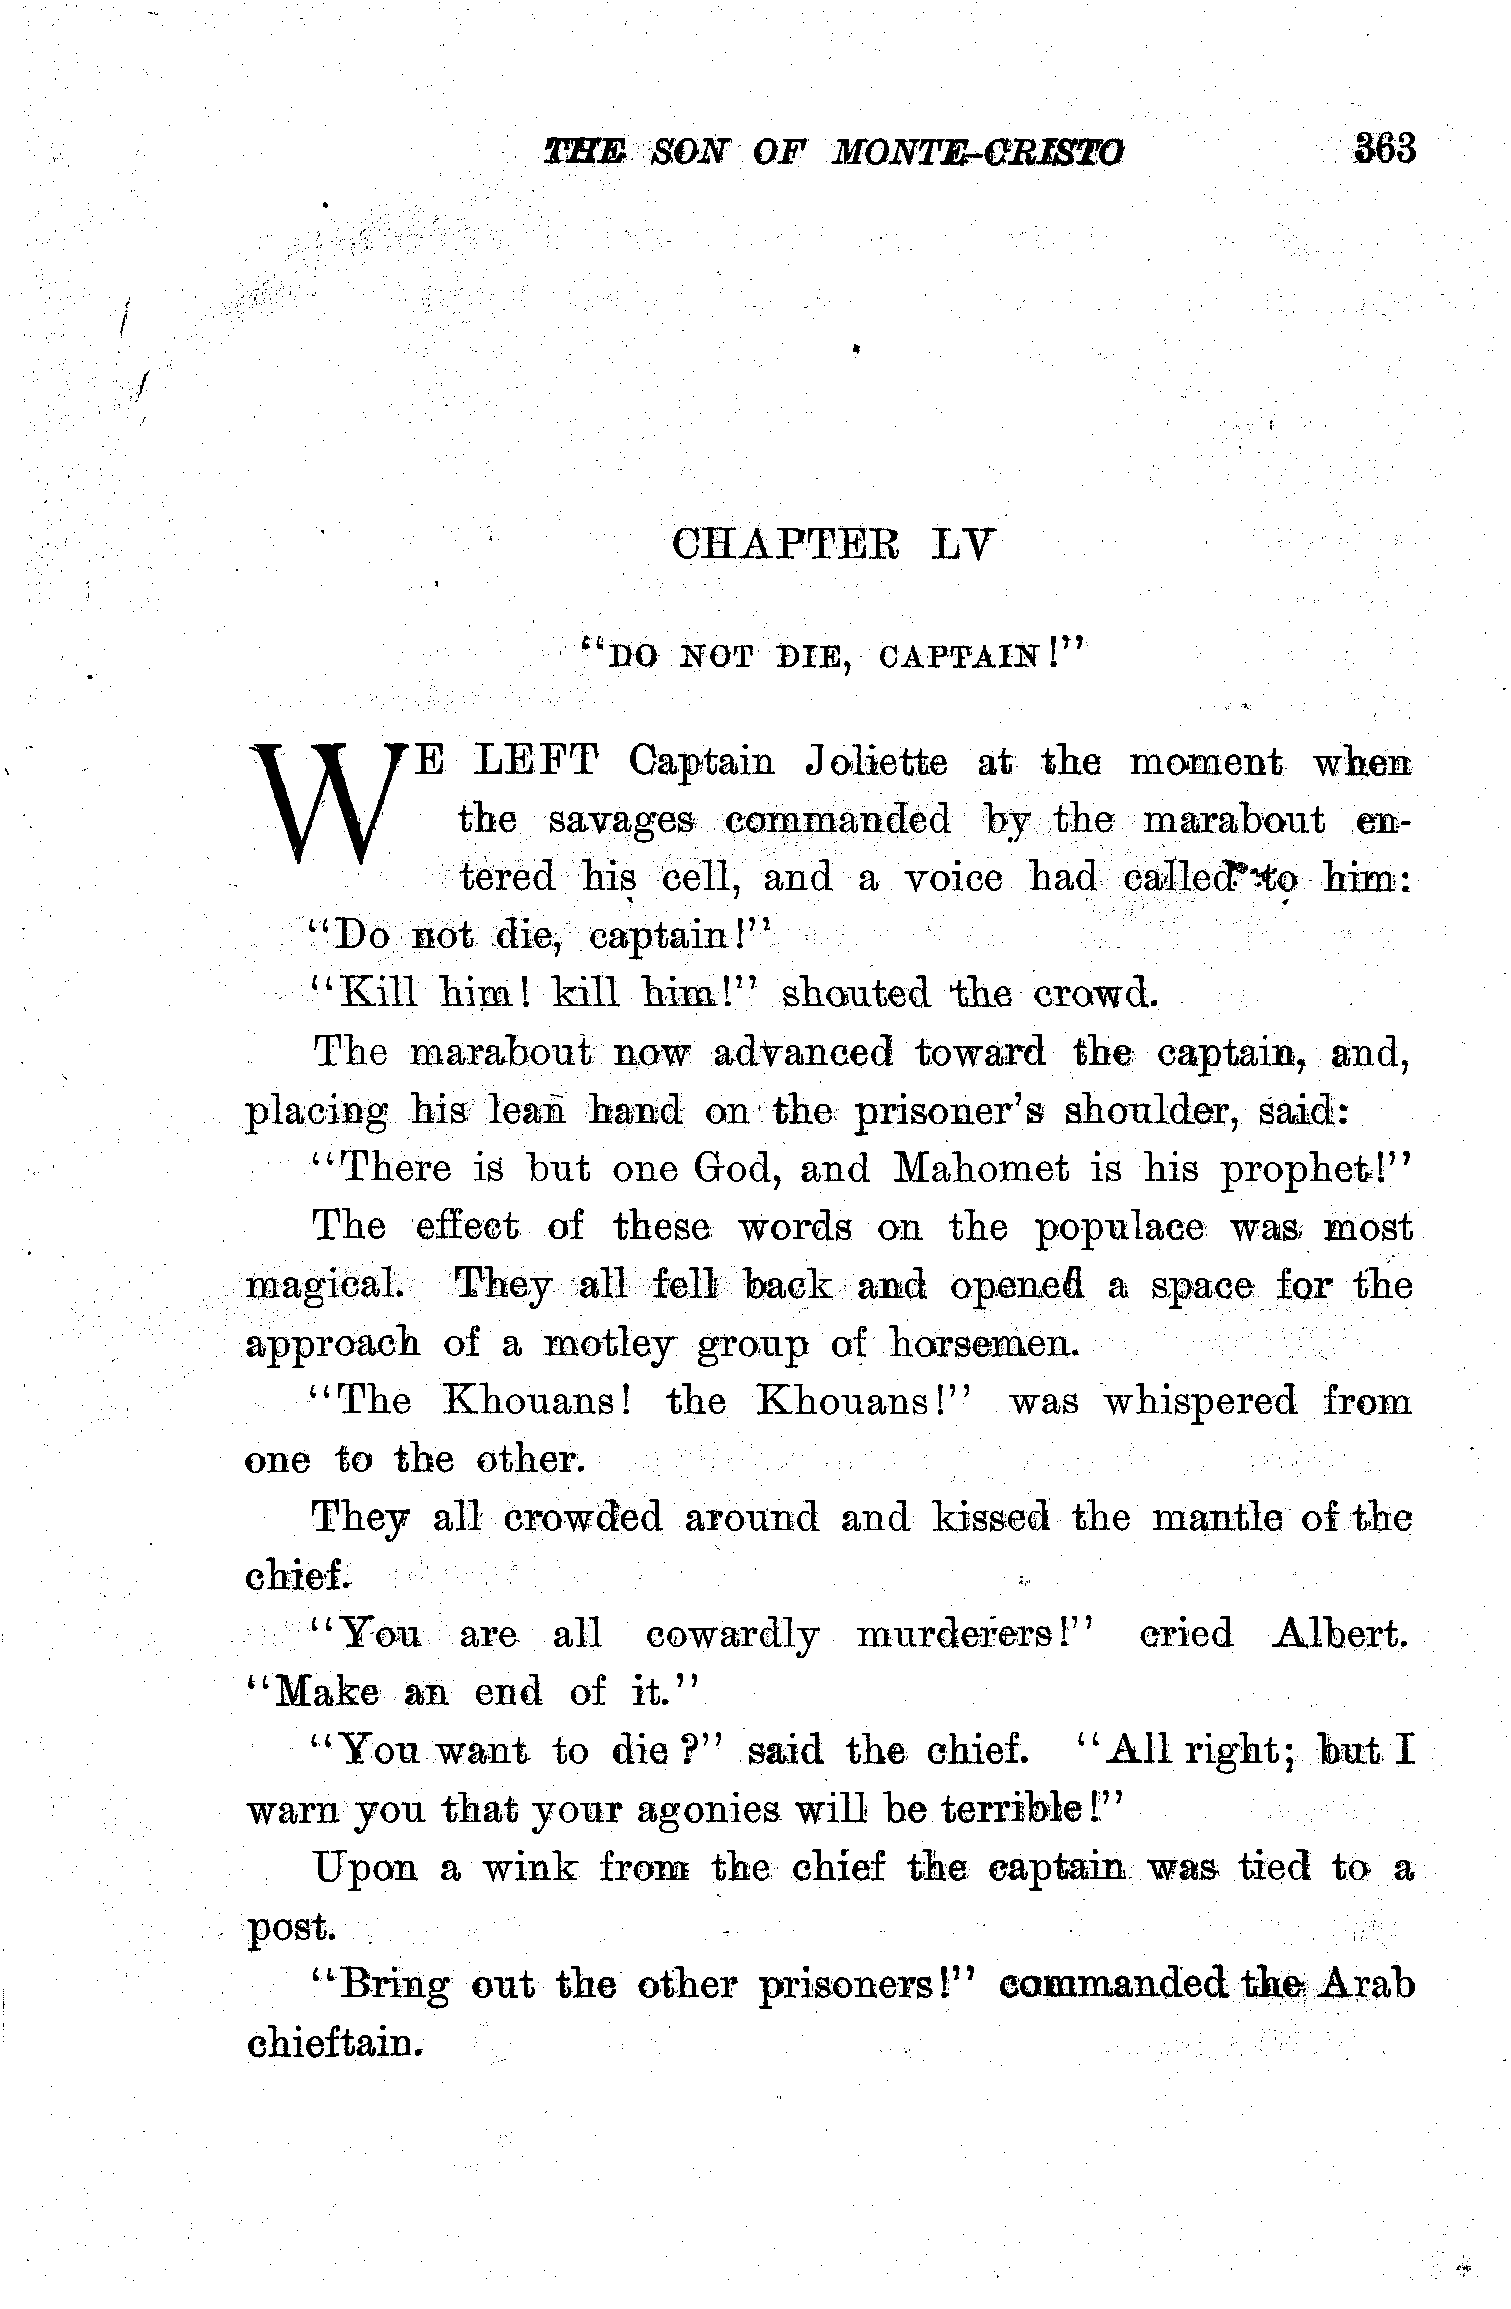 THE SON OF MONTE-CRISTO 363
CHAPTER LV
"DO NOT DIE, CAPTAIN!"
WE LEFT Captain Joliette at the moment when
the savages commanded by the marabout en-
tered his cell, and a voice had called to him:
"Do not die, captain!"
"Kill him! kill him!" shouted the crowd.
The marabout now advanced toward the captain, and,
placing his lean hand on the prisoner's shoulder, said:
"There is but one God, and Mahomet is his prophet!"
The effect of these words on the populace was most
magical. They all fell back and opened a space for the
approach of a motley group of horsemen.
"The Khouans! the Khouans!" was whispered from
one to the other.
They all crowded around and kissed the mantle of the
chief.
"You are all cowardly murderers!" cried Albert.
"Make an end of it."
"You want to die?" said the chief. "All right; but I
warn you that your agonies will be terrible!"
Upon a wink from the chief the captain was tied to a
post.
"Bring out the other prisoners!" commanded the Arab
chieftain.